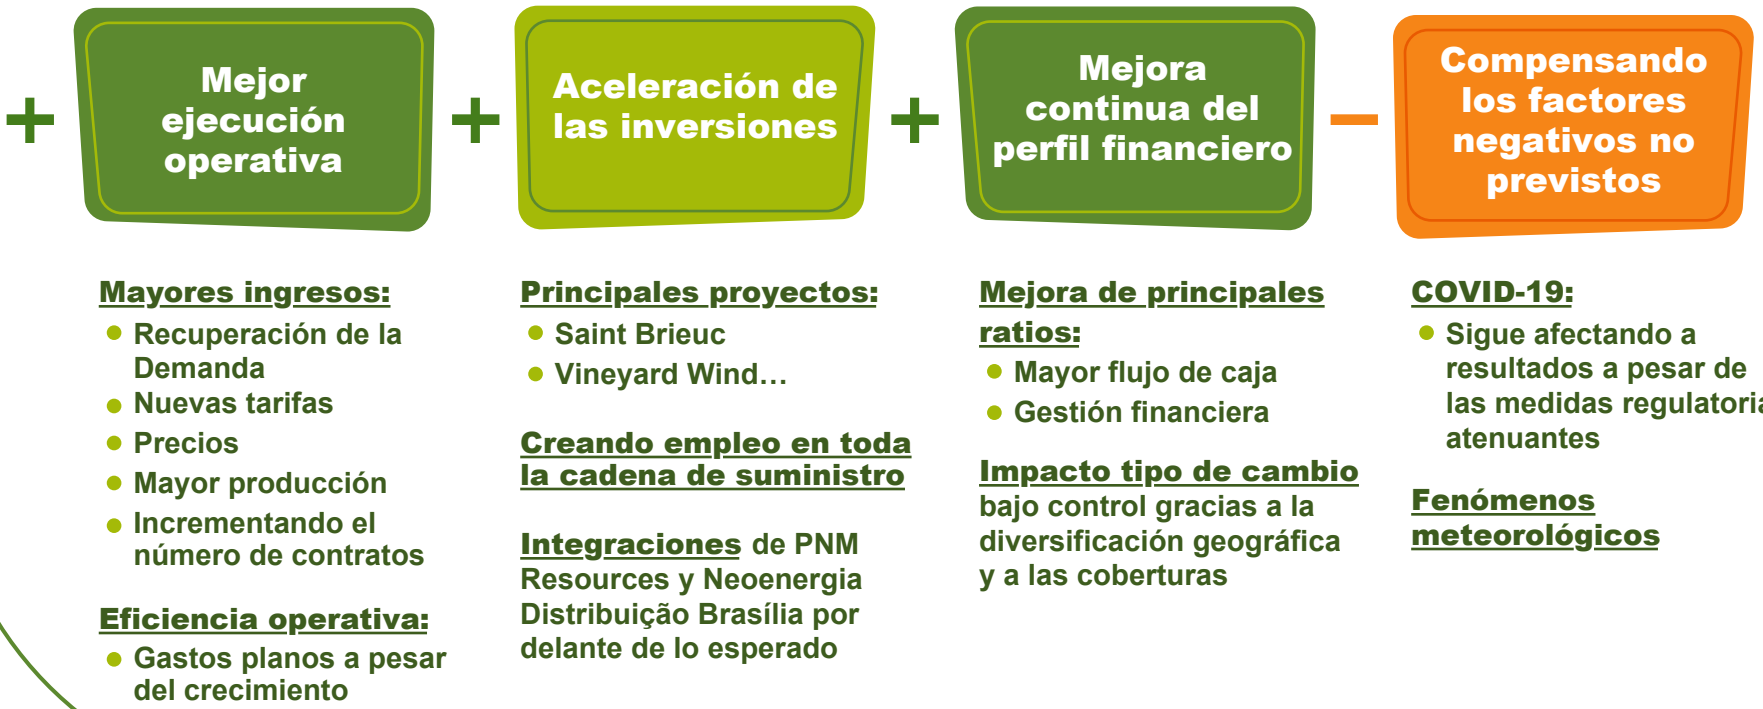 +
Mejor
ejecución
operativa
+
Aceleración de
las inversiones
+
Mejora
continua del
perfil financiero
−
Compensando
los factores
negativos no
previstos
Mayores ingresos:
• Recuperación de la
Demanda
• Nuevas tarifas
• Precios
• Mayor producción
• Incrementando el
número de contratos
Eficiencia operativa:
• Gastos planos a pesar
del crecimiento
Principales proyectos:
• Saint Brieuc
• Vineyard Wind…
Creando empleo en toda
la cadena de suministro
Integraciones de PNM
Resources y Neoenergia
Distribuição Brasília por
delante de lo esperado
Mejora de principales
ratios:
• Mayor flujo de caja
• Gestión financiera
Impacto tipo de cambio
bajo control gracias a la
diversificación geográfica
y a las coberturas
COVID-19:
• Sigue afectando a
resultados a pesar de
las medidas regulatoria
atenuantes
Fenómenos
meteorológicos